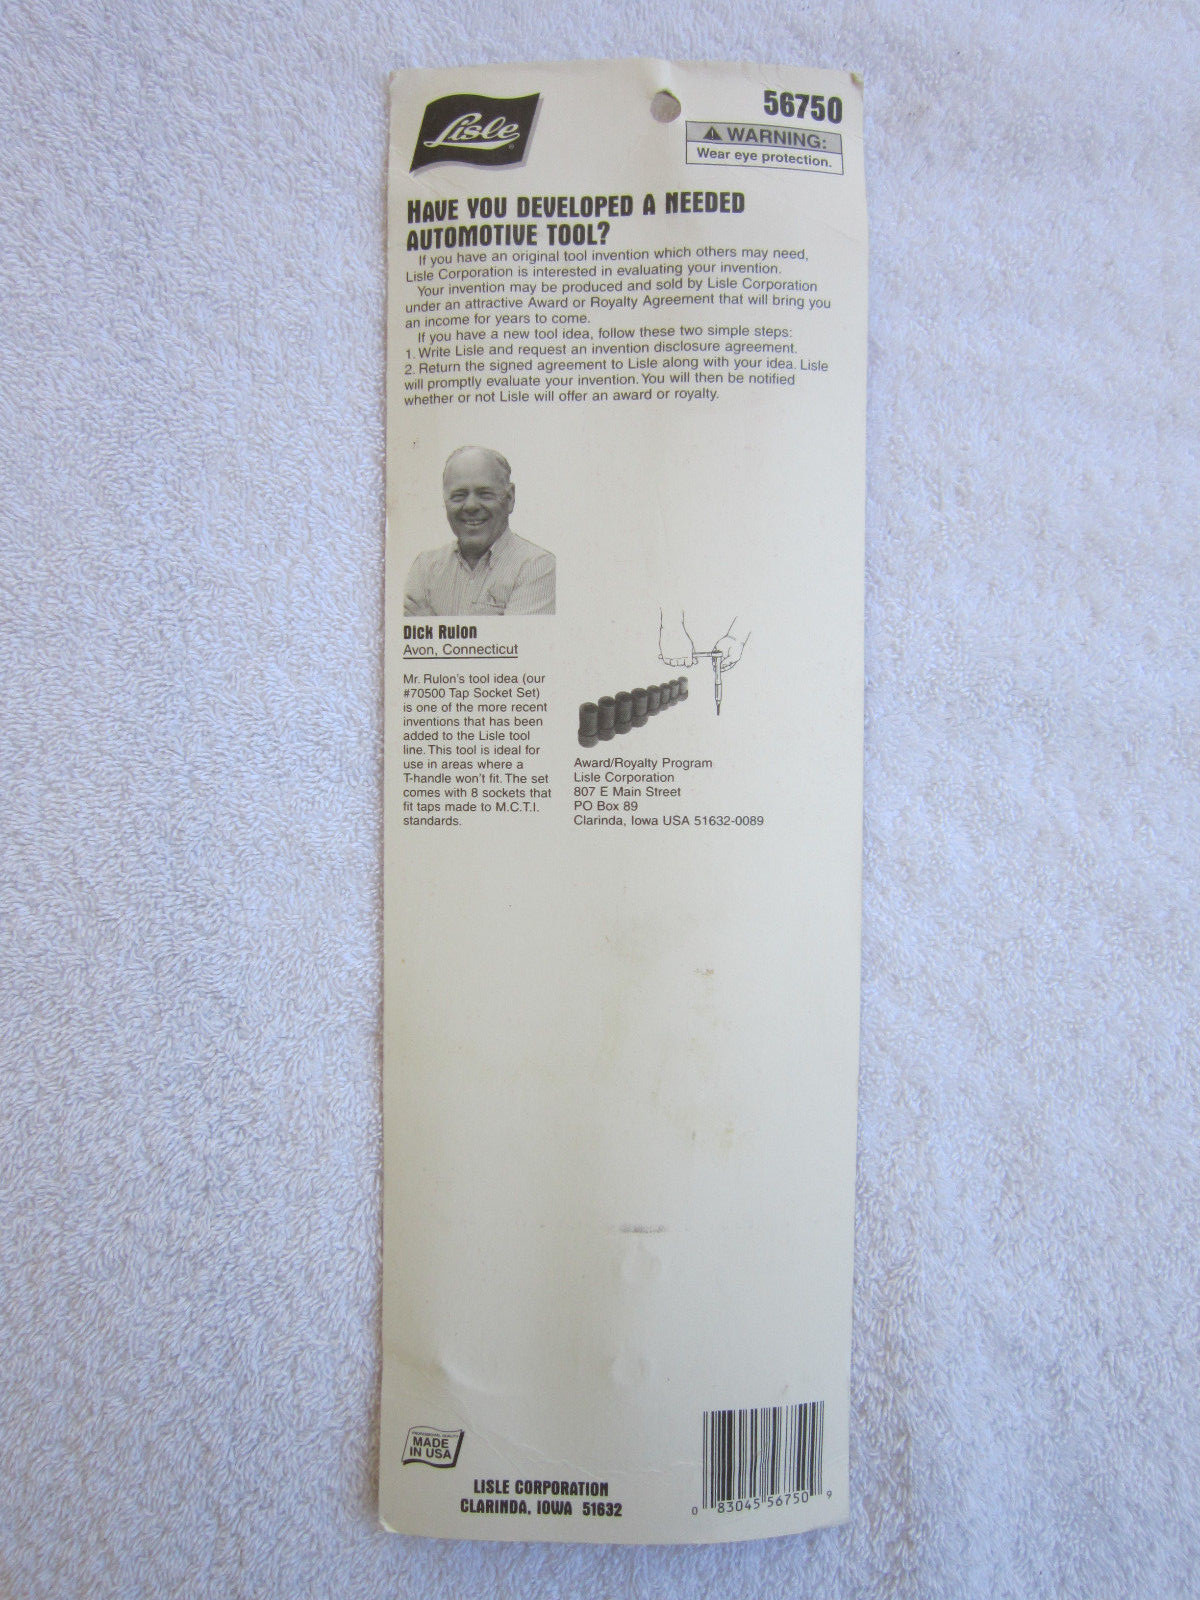 Lisle
56750
WARNING:
Wear eye protection.
HAVE YOU DEVELOPED A NEEDED
AUTOMOTIVE TOOL?
If you have an original tool invention which others may need,
Lisle Corporation is interested in evaluating your invention.
Your invention may be produced and sold by Lisle Corporation
under an attractive Award or Royalty Agreement that will bring you
an income for years to come.
If you have a new tool idea, follow these two simple steps:
1. Write Lisle and request an invention disclosure agreement.
2. Return the signed agreement to Lisle along with your idea. Lisle
will promptly evaluate your invention. You will then be notified
whether or not Lisle will offer an award or royalty.
Dick Rulon
Avon, Connecticut
Mr. Rulon's tool idea (our
#70500 Tap Socket Set)
is one of the more recent
inventions that has been
added to the Lisle tool
line. This tool is ideal for
use in areas where a
T-handle won't fit. The set
comes with 8 sockets that
fit taps made to M.C.T.I.
standards.
Award/Royalty Program
Lisle Corporation
807 E Main Street
PO Box 89
Clarinda, Iowa USA 51632-0089
PROFESSIONAL QUALITY
MADE
IN USA
LISLE CORPORATION
CLARINDA, IOWA 51632
0 83045 56750 9